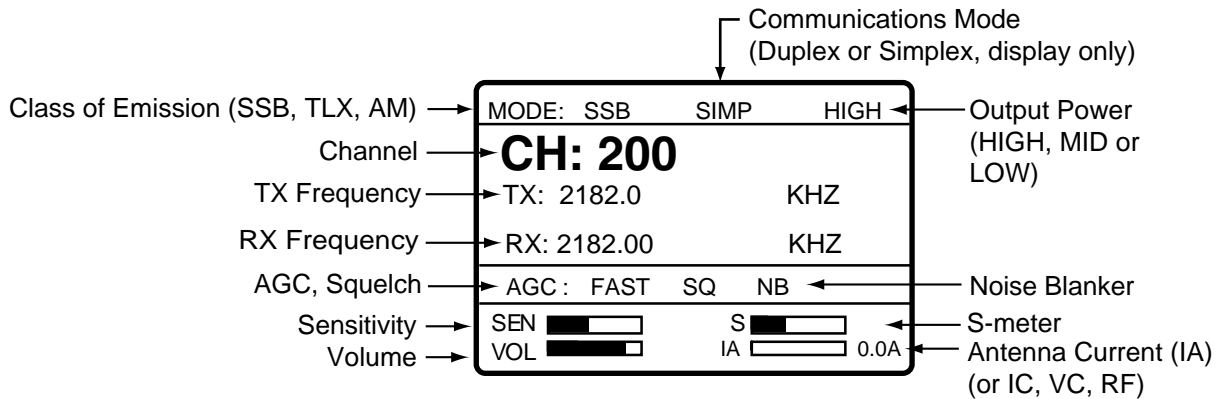 Communications Mode
(Duplex or Simplex, display only)
Class of Emission (SSB, TLX, AM)
MODE: SSB SIMP HIGH
Output Power
(HIGH, MID or
LOW)
Channel
CH: 200
TX Frequency
TX: 2182.0 KHZ
RX Frequency
RX: 2182.00 KHZ
AGC, Squelch
AGC : FAST SQ NB
Noise Blanker
Sensitivity
SEN S
S-meter
Volume
VOL IA 0.0A
Antenna Current (IA)
(or IC, VC, RF)